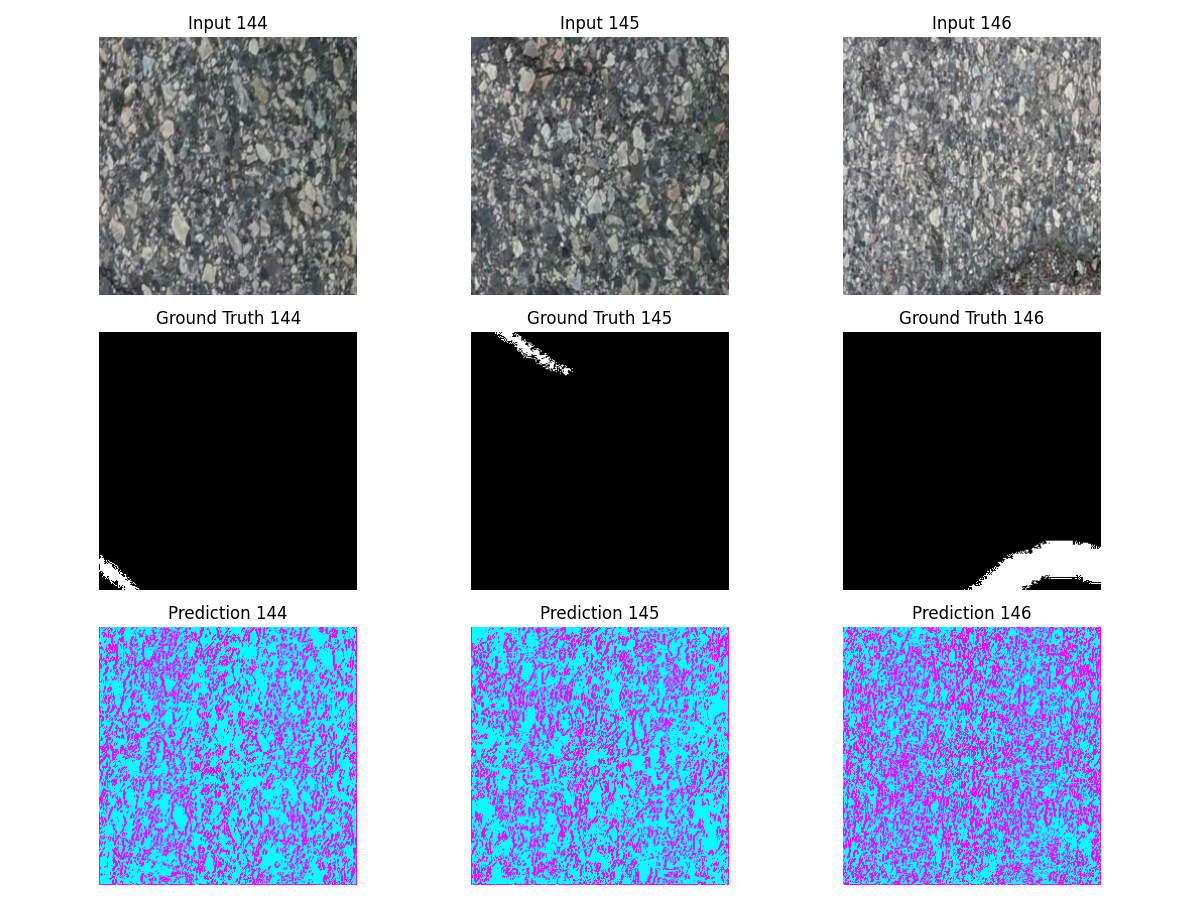 Input 144
Input 145
Input 146
Ground Truth 144
Ground Truth 145
Ground Truth 146
Prediction 144
Prediction 145
Prediction 146